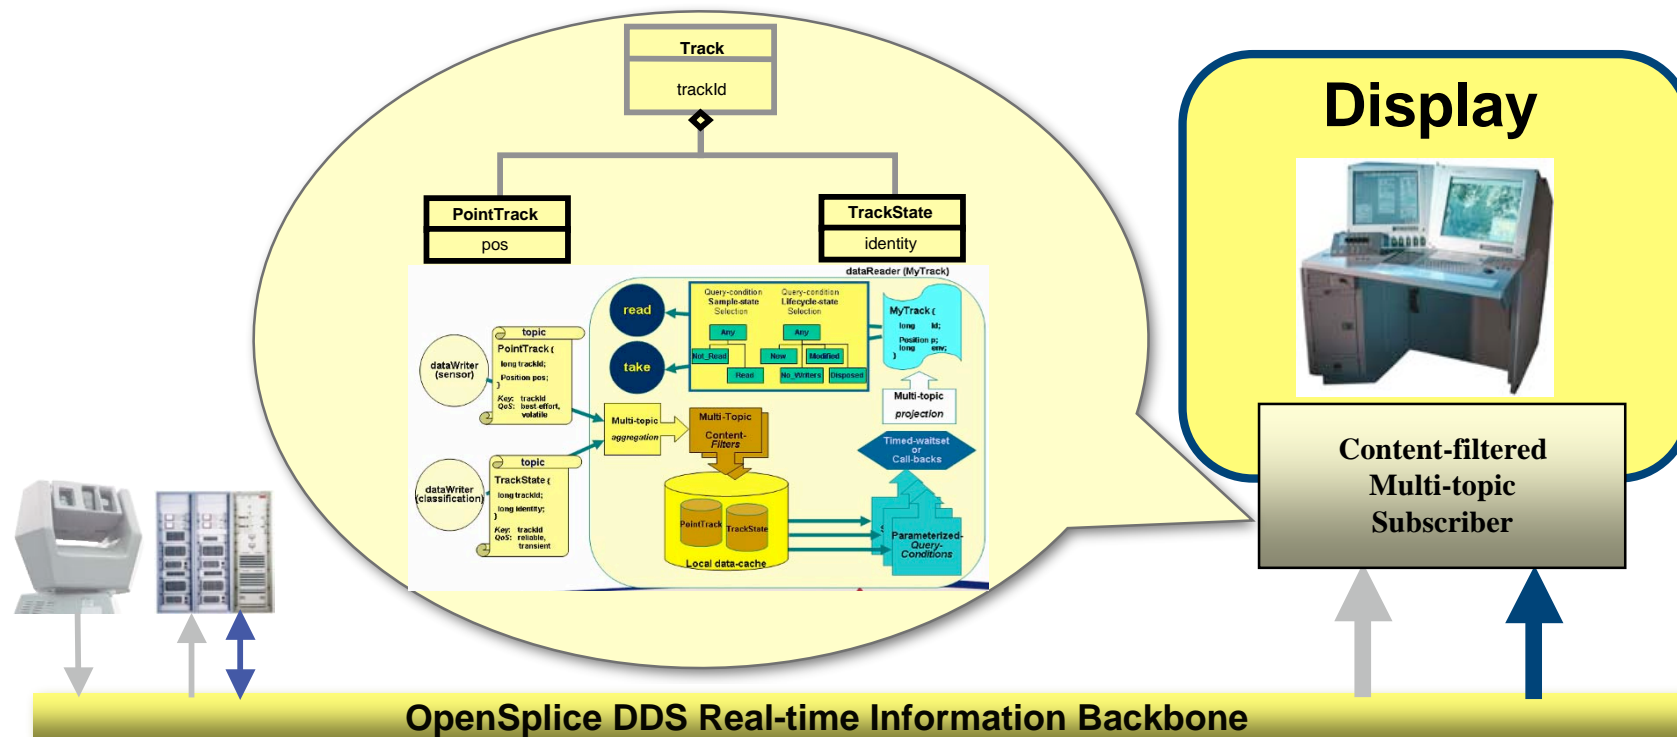 Track
trackId
PointTrack
pos
TrackState
identity
Display
dataReader (MyTrack)
read
take
Query-condition
Sample-state
Selection
Any
Not_Read
Read
Query-condition
Lifecycle-state
Selection
Any
New
Modified
No_Writers
Disposed
MyTrack {
long Id;
Position p;
long env;
}
dataWriter
(sensor)
topic
PointTrack {
long trackId;
Position pos;
}
Key: trackId
QoS: best-effort,
volatile
dataWriter
(classification)
topic
TrackState {
long trackId;
long identity;
}
Key: trackId
QoS: reliable,
transient
Multi-topic
aggregation
Multi-Topic
Content-
Filters
Multi-topic
projection
Timed-waitset
or
Call-backs
PointTrack
TrackState
Local data-cache
S
Parameterized-
Query-
Conditions
Content-filtered
Multi-topic
Subscriber
OpenSplice DDS Real-time Information Backbone